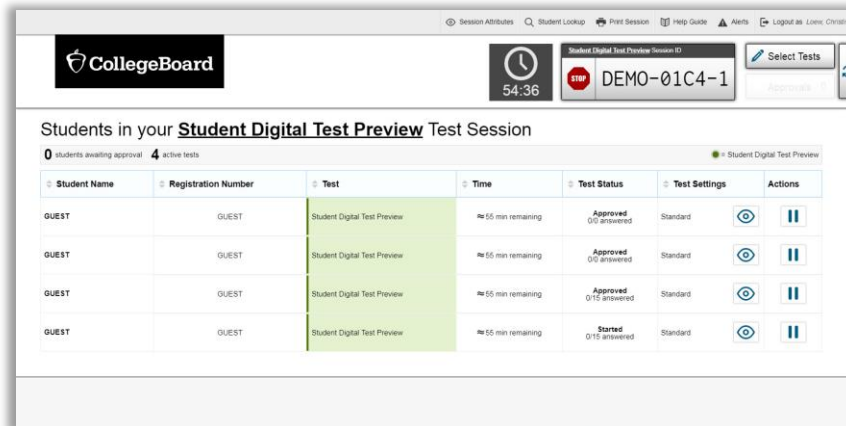 Session Attributes Student Lookup Print Session Help Guide Alerts Logout as Loew, Christ
CollegeBoard
54:36
Student Digital Test Preview Session ID
STOP DEMO-01C4-1
Select Tests
Approvals 0
Students in your Student Digital Test Preview Test Session
0 students awaiting approval 4 active tests
= Student Digital Test Preview
Student Name Registration Number Test Time Test Status Test Settings Actions
GUEST GUEST Student Digital Test Preview ≈ 55 min remaining Approved Standard
0/0 answered
GUEST GUEST Student Digital Test Preview ≈ 55 min remaining Approved Standard
0/0 answered
GUEST GUEST Student Digital Test Preview ≈ 55 min remaining Approved Standard
0/15 answered
GUEST GUEST Student Digital Test Preview ≈ 55 min remaining Started Standard
0/15 answered